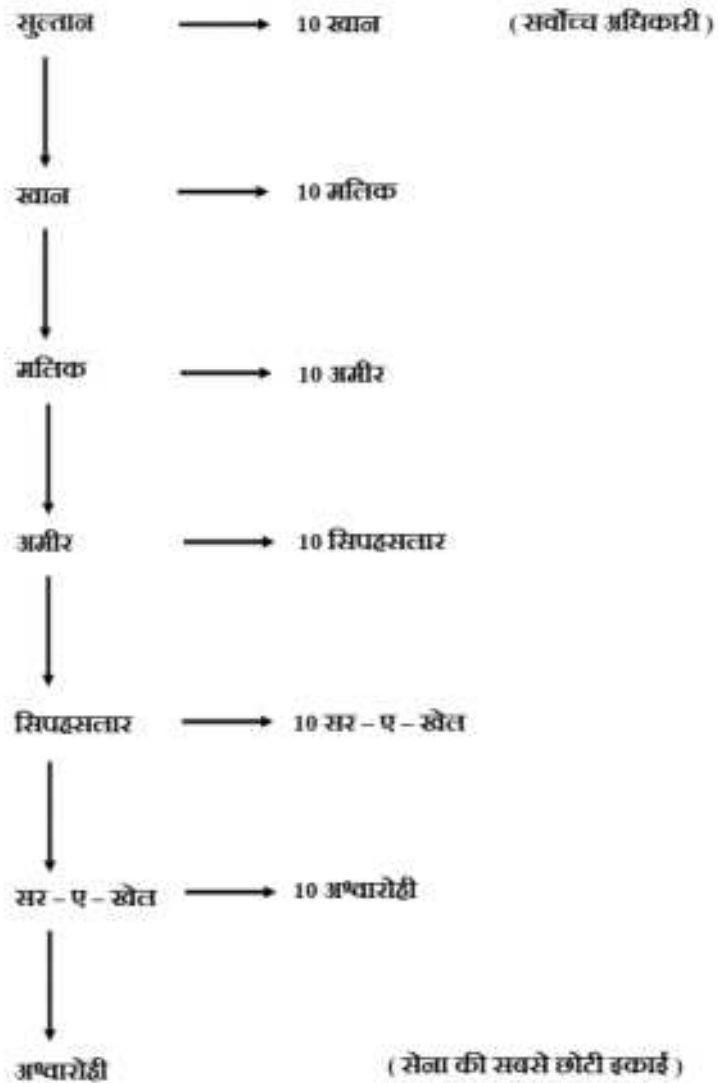 सुल्तान 10 खान ( सर्वोच्च अधिकारी )
खान 10 मलिक
मलिक 10 अमीर
अमीर 10 सिपहसलार
सिपहसलार 10 सर – ए – खेल
सर – ए – खेल 10 अश्वारोही
अश्वारोही ( सेना की सबसे छोटी इकाई )